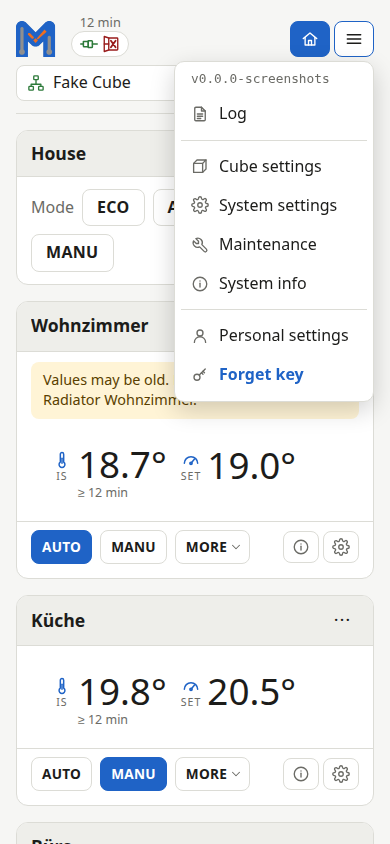 12 min
v0.0.0-screenshots
Fake Cube
Log
Cube settings
System settings
Maintenance
System info
Personal settings
Forget key
House
Mode
ECO
MANU
Wohnzimmer
Values may be old.
Radiator Wohnzimmer.
IS
18.7°
≥ 12 min
SET
19.0°
AUTO
MANU
MORE
Küche
...
IS
19.8°
≥ 12 min
SET
20.5°
AUTO
MANU
MORE